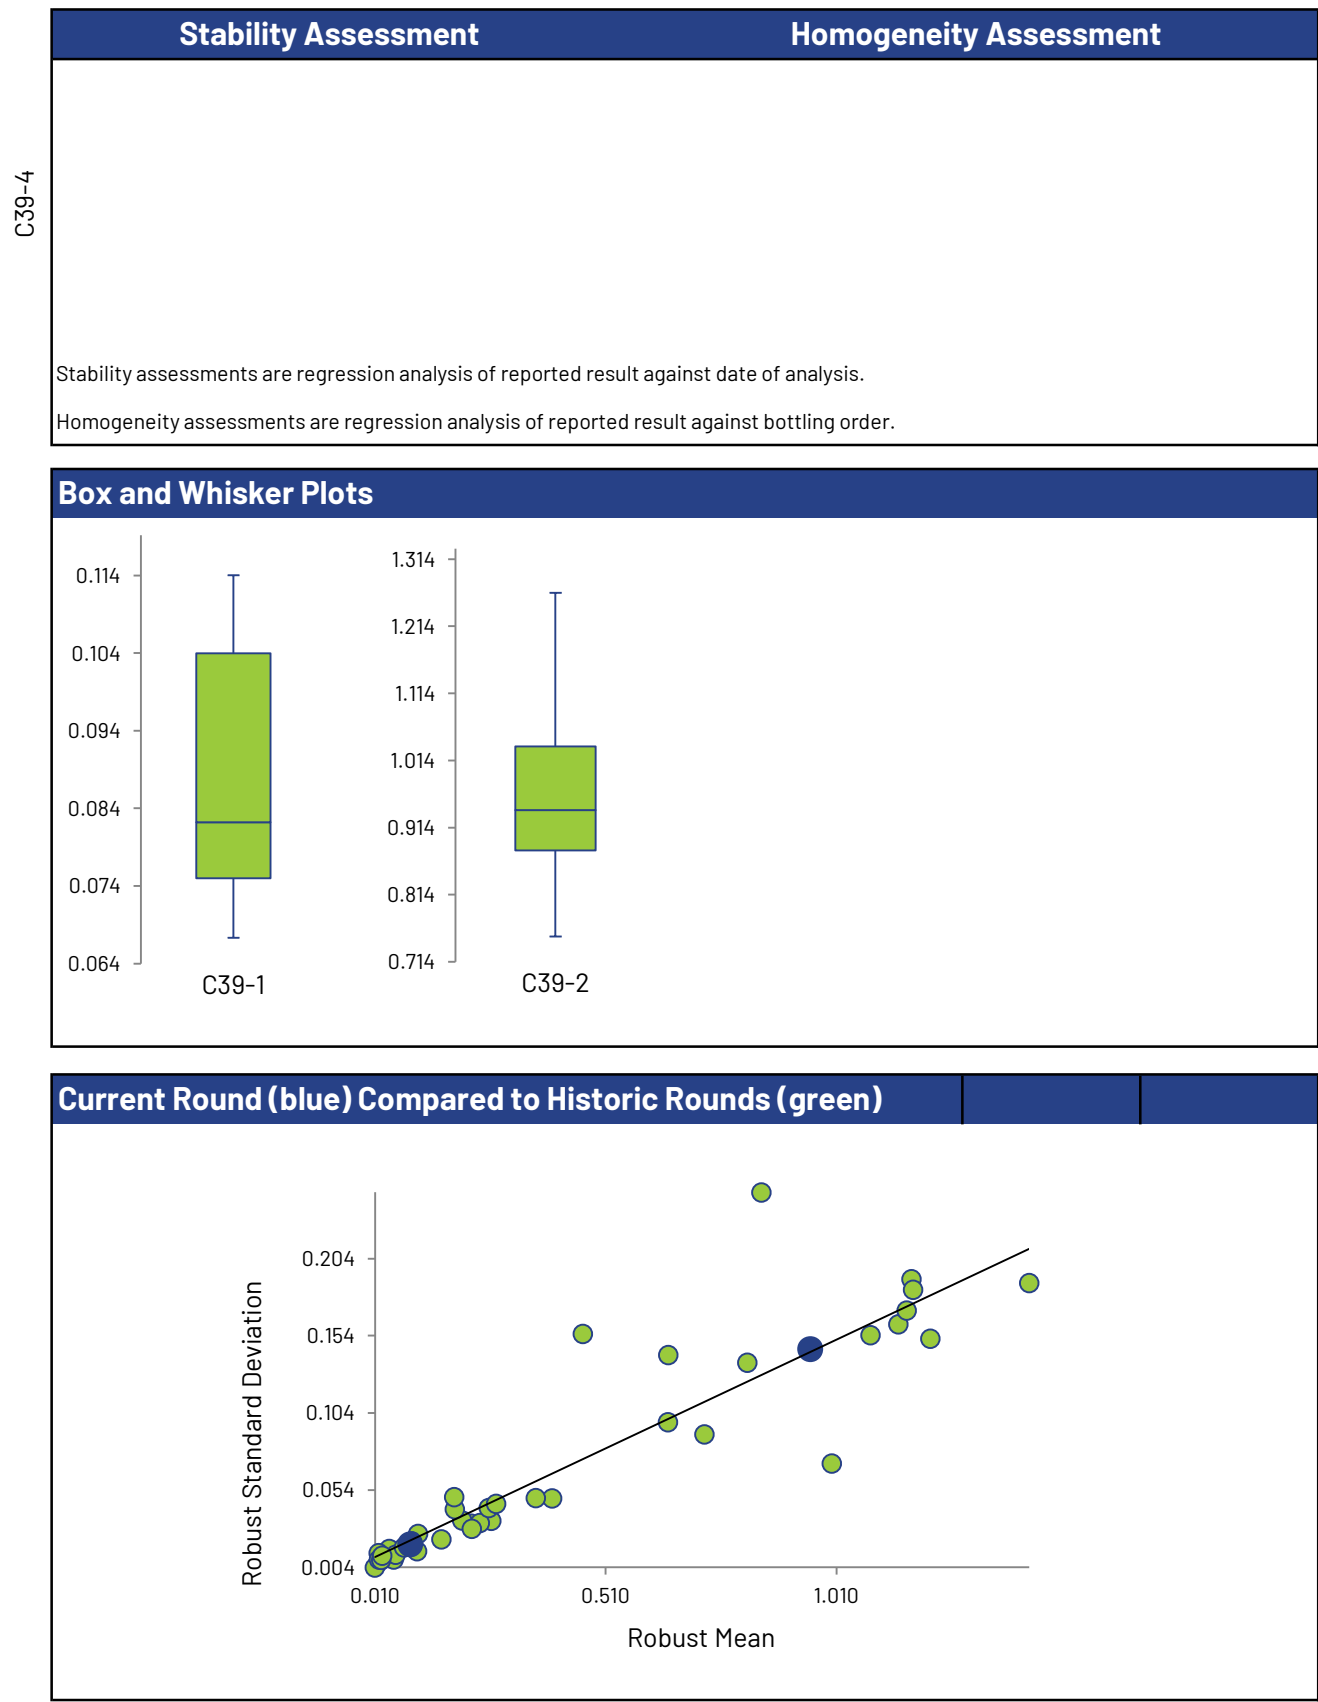 Stability Assessment Homogeneity Assessment
C39-4
Stability assessments are regression analysis of reported result against date of analysis.
Homogeneity assessments are regression analysis of reported result against bottling order.
Box and Whisker Plots
0.114
0.104
0.094
0.084
0.074
0.064
C39-1
1.314
1.214
1.114
1.014
0.914
0.814
0.714
C39-2
Current Round (blue) Compared to Historic Rounds (green)
Robust Standard Deviation
0.204
0.154
0.104
0.054
0.004
0.010 0.510 1.010
Robust Mean